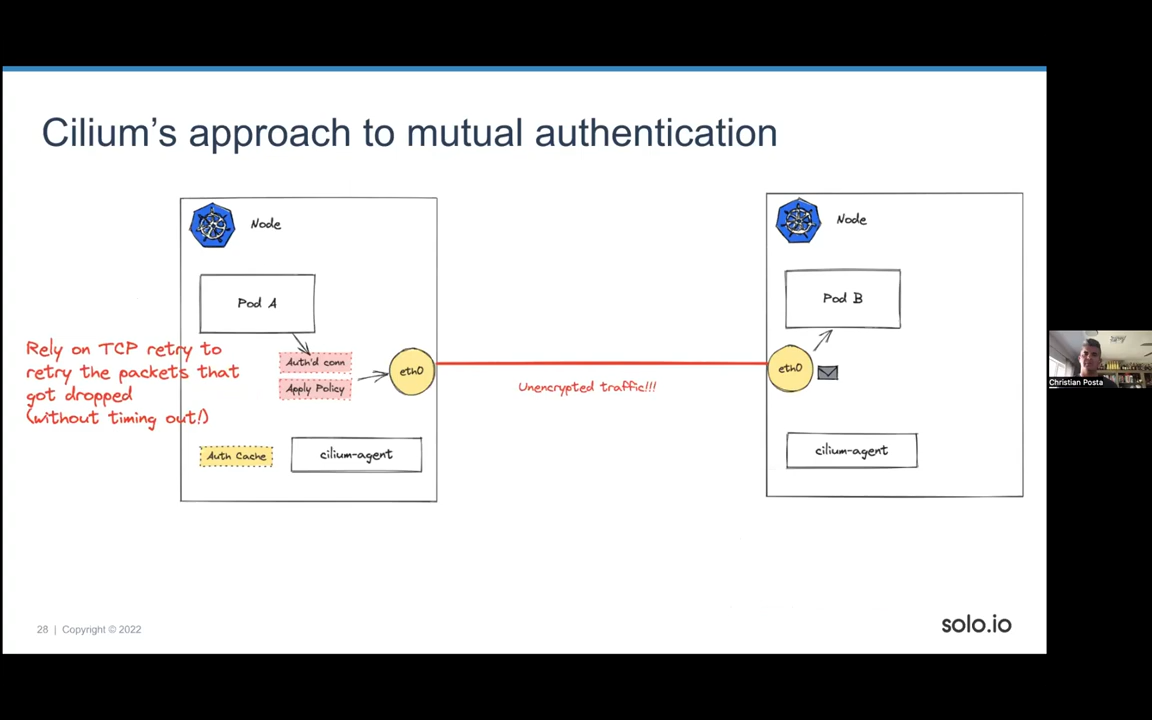 Cilium's approach to mutual authentication
Node
Pod A
Rely on TCP retry to
retry the packets that
got dropped
(without timing out!)
Auth'd conn
Apply Policy
eth0
Auth Cache
cilium-agent
Unencrypted traffic!!!
Node
Pod B
eth0
cilium-agent
28 | Copyright © 2022
solo.io
Christian Posta